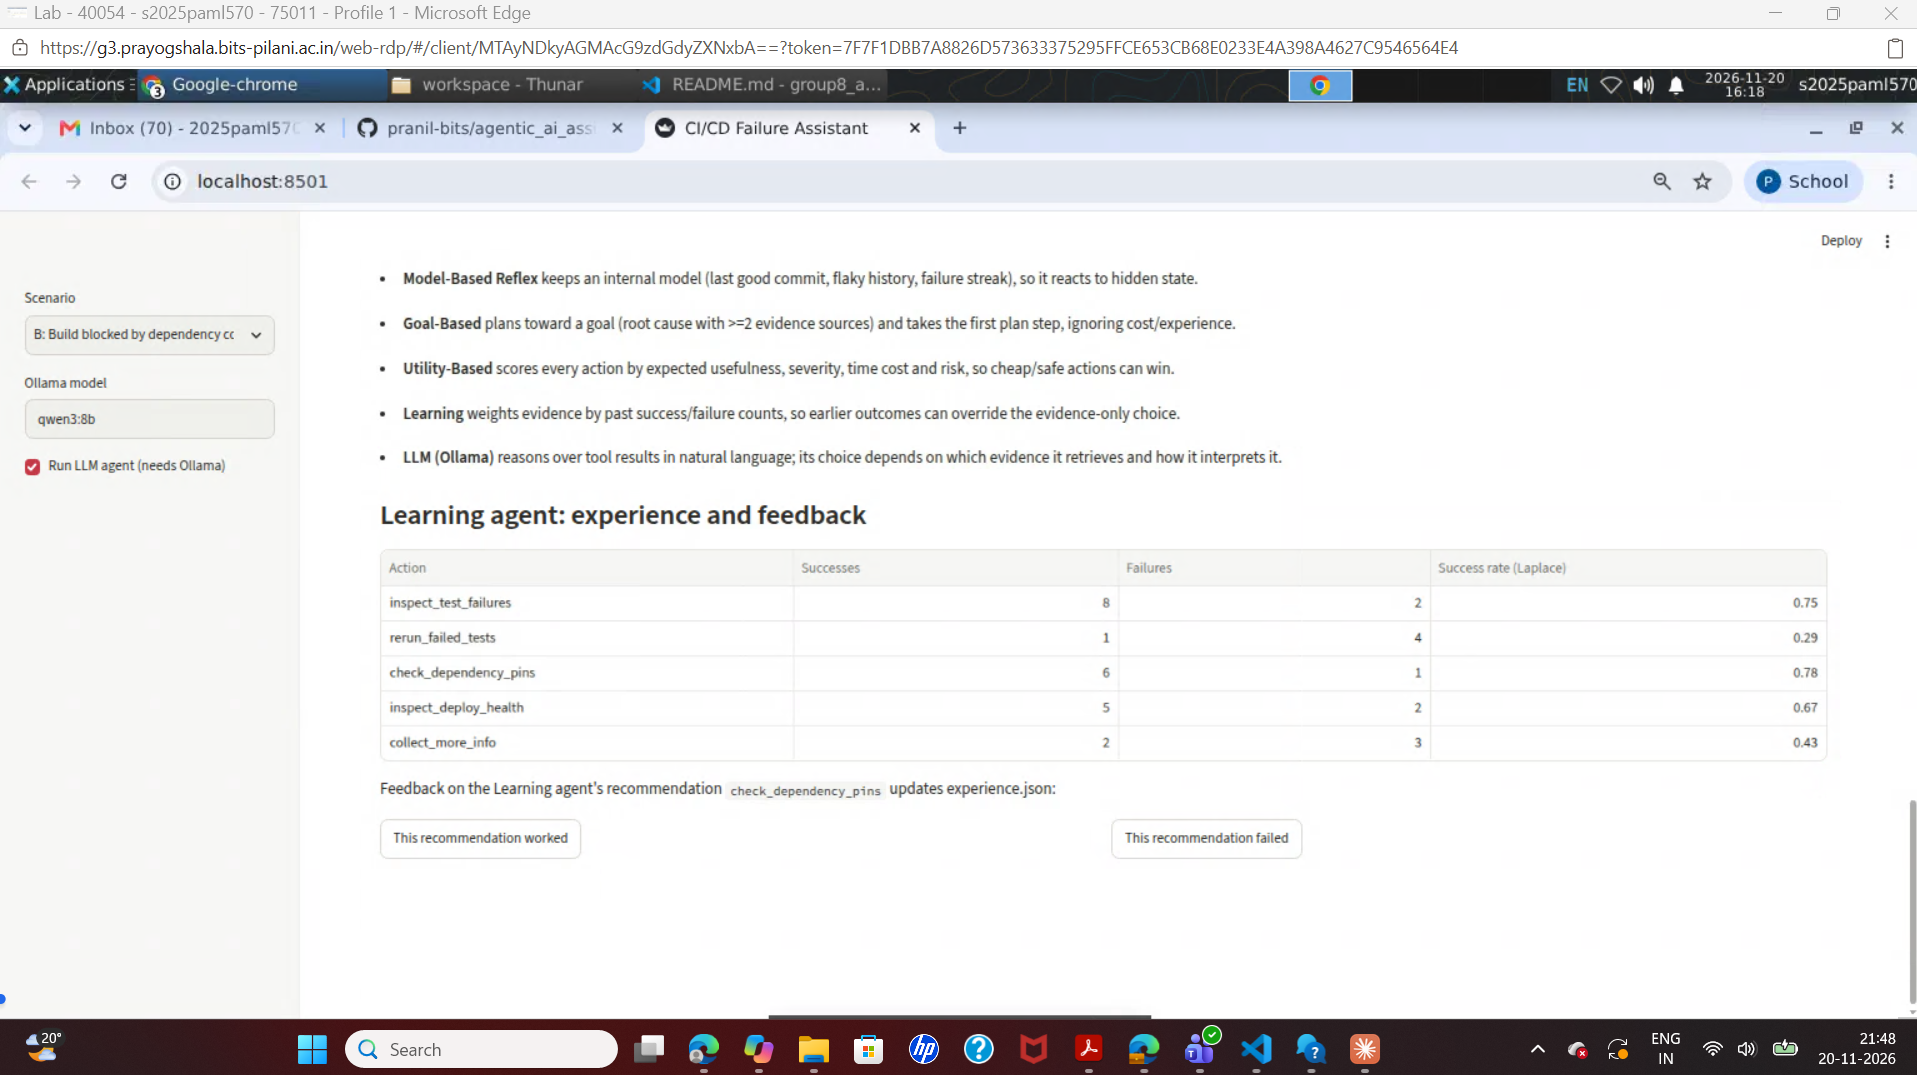 Lab - 40054 - s2025paml570 - 75011 - Profile 1 - Microsoft Edge
https://g3.prayogshala.bits-pilani.ac.in/web-rdp/#/client/MTAyNDkyAGMAcG9zdGdyZXNxbA==?token=7F7F1DBB7A8826D573633375295FFCE653CB68E0233E4A398A4627C9546564E4
Applications
3 Google-chrome
workspace - Thunar
README.md - group8_a...
EN
2026-11-20
16:18
s2025paml570
Inbox (70) - 2025paml570
pranil-bits/agentic_ai_ass
CI/CD Failure Assistant
localhost:8501
P School
Deploy
Scenario
B: Build blocked by dependency cc
Ollama model
qwen3:8b
Run LLM agent (needs Ollama)
• Model-Based Reflex keeps an internal model (last good commit, flaky history, failure streak), so it reacts to hidden state.
• Goal-Based plans toward a goal (root cause with >=2 evidence sources) and takes the first plan step, ignoring cost/experience.
• Utility-Based scores every action by expected usefulness, severity, time cost and risk, so cheap/safe actions can win.
• Learning weights evidence by past success/failure counts, so earlier outcomes can override the evidence-only choice.
• LLM (Ollama) reasons over tool results in natural language; its choice depends on which evidence it retrieves and how it interprets it.
Learning agent: experience and feedback
Action Successes Failures Success rate (Laplace)
inspect_test_failures 8 2 0.75
rerun_failed_tests 1 4 0.29
check_dependency_pins 6 1 0.78
inspect_deploy_health 5 2 0.67
collect_more_info 2 3 0.43
Feedback on the Learning agent's recommendation check_dependency_pins updates experience.json:
This recommendation worked
This recommendation failed
20°
Search
hp
ENG
IN
21:48
20-11-2026